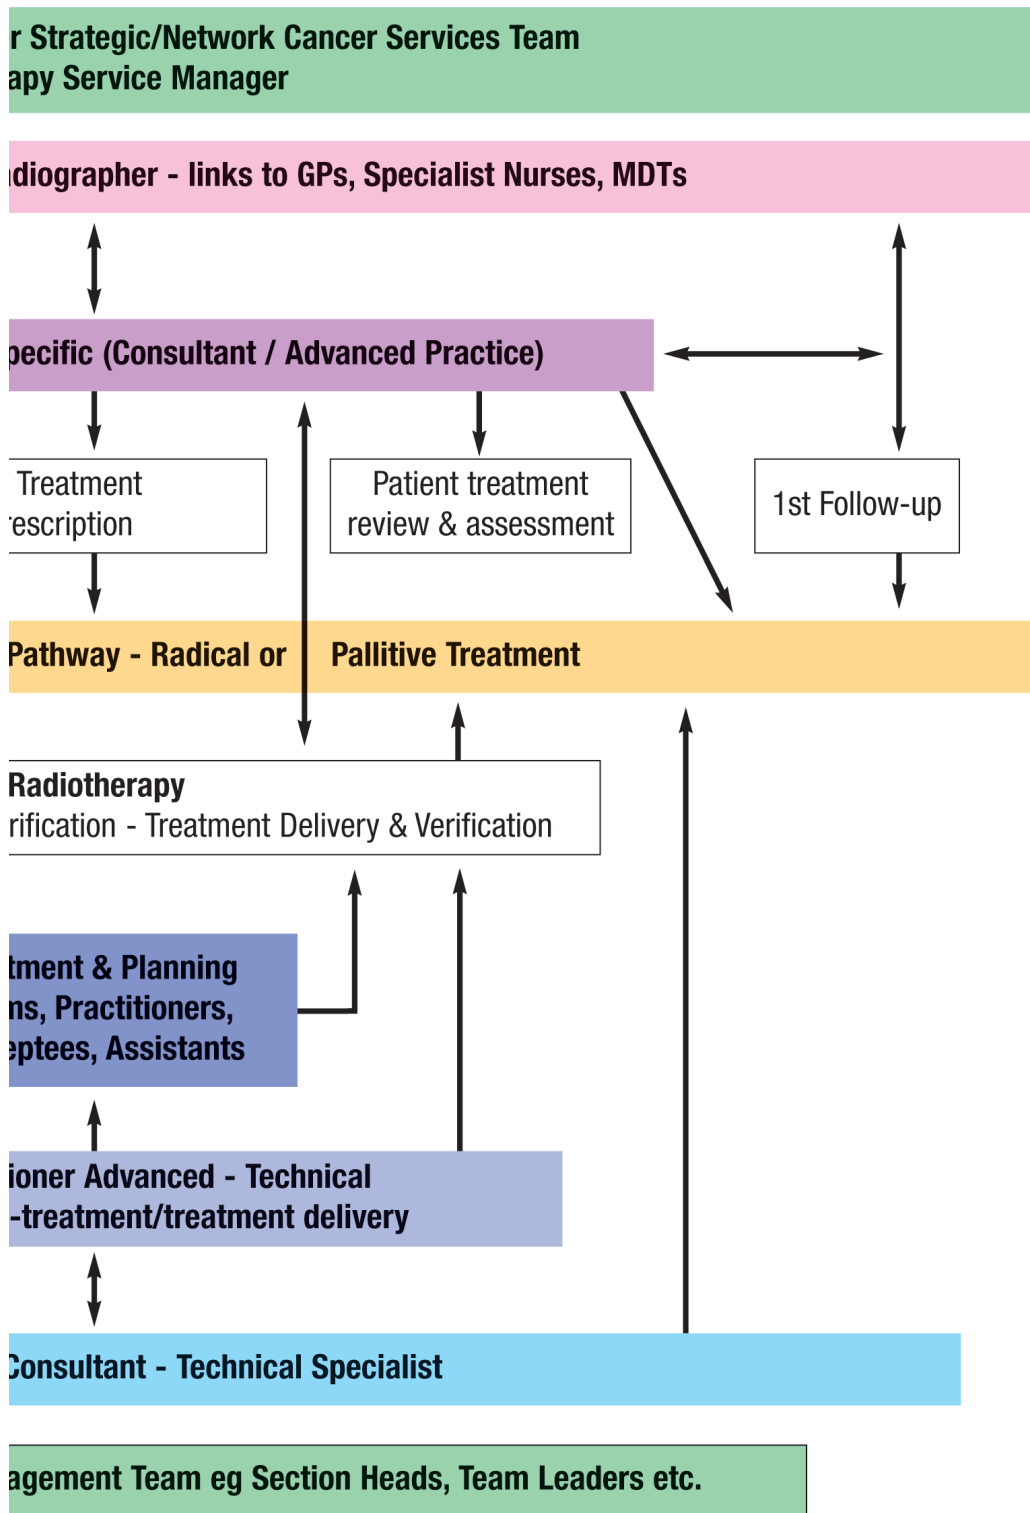 r Strategic/Network Cancer Services Team
apy Service Manager
diographer - links to GPs, Specialist Nurses, MDTs
pecific (Consultant / Advanced Practice)
Treatment
rescription
Patient treatment
review & assessment
1st Follow-up
Pathway - Radical or Pallitive Treatment
Radiotherapy
rification - Treatment Delivery & Verification
tment & Planning
ms, Practitioners,
eptees, Assistants
ioner Advanced - Technical
-treatment/treatment delivery
Consultant - Technical Specialist
agement Team eg Section Heads, Team Leaders etc.